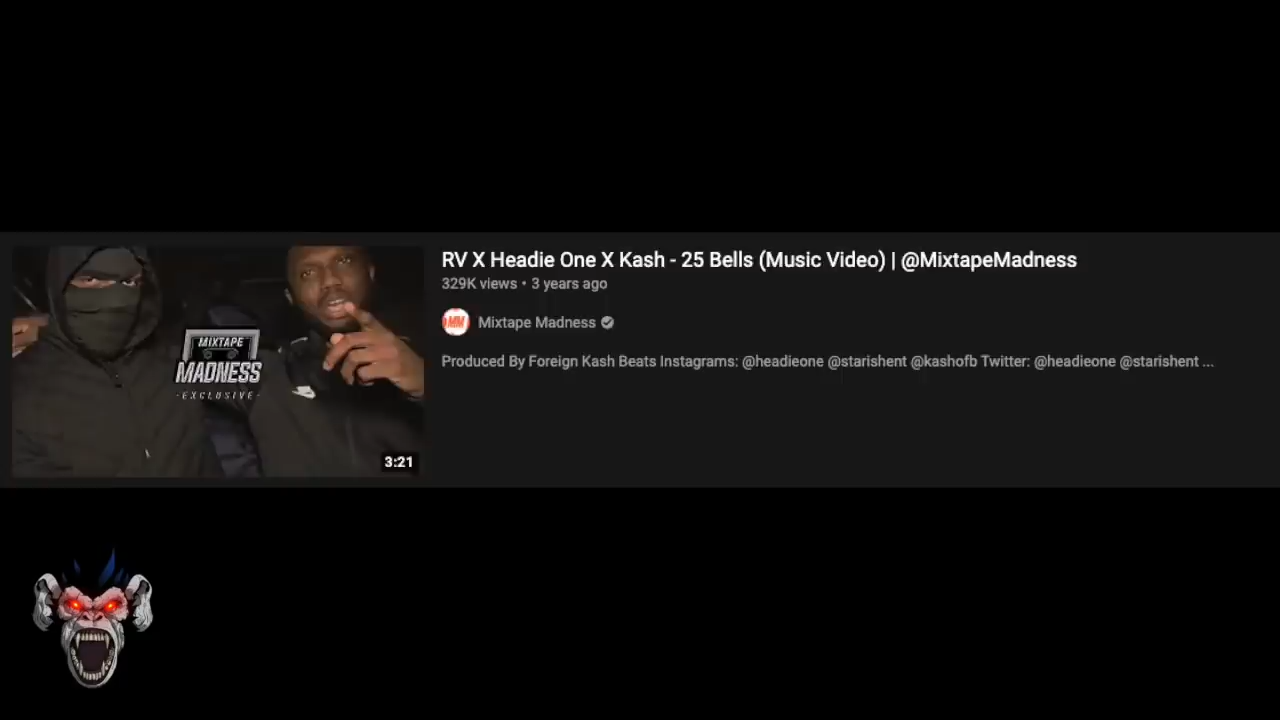 RV X Headie One X Kash - 25 Bells (Music Video) | @MixtapeMadness
329K views • 3 years ago
MM Mixtape Madness
Produced By Foreign Kash Beats Instagrams: @headieone @starishent @kashofb Twitter: @headieone @starishent ...
MIXTAPE
MADNESS
-EXCLUSIVE-
3:21